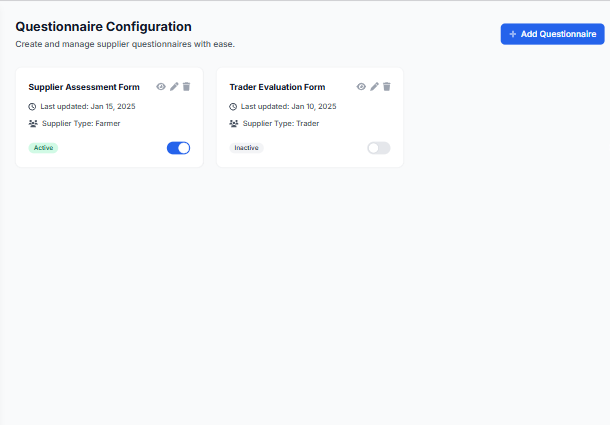 Questionnaire Configuration
Create and manage supplier questionnaires with ease.
Add Questionnaire
Supplier Assessment Form
Last updated: Jan 15, 2025
Supplier Type: Farmer
Active
Trader Evaluation Form
Last updated: Jan 10, 2025
Supplier Type: Trader
Inactive